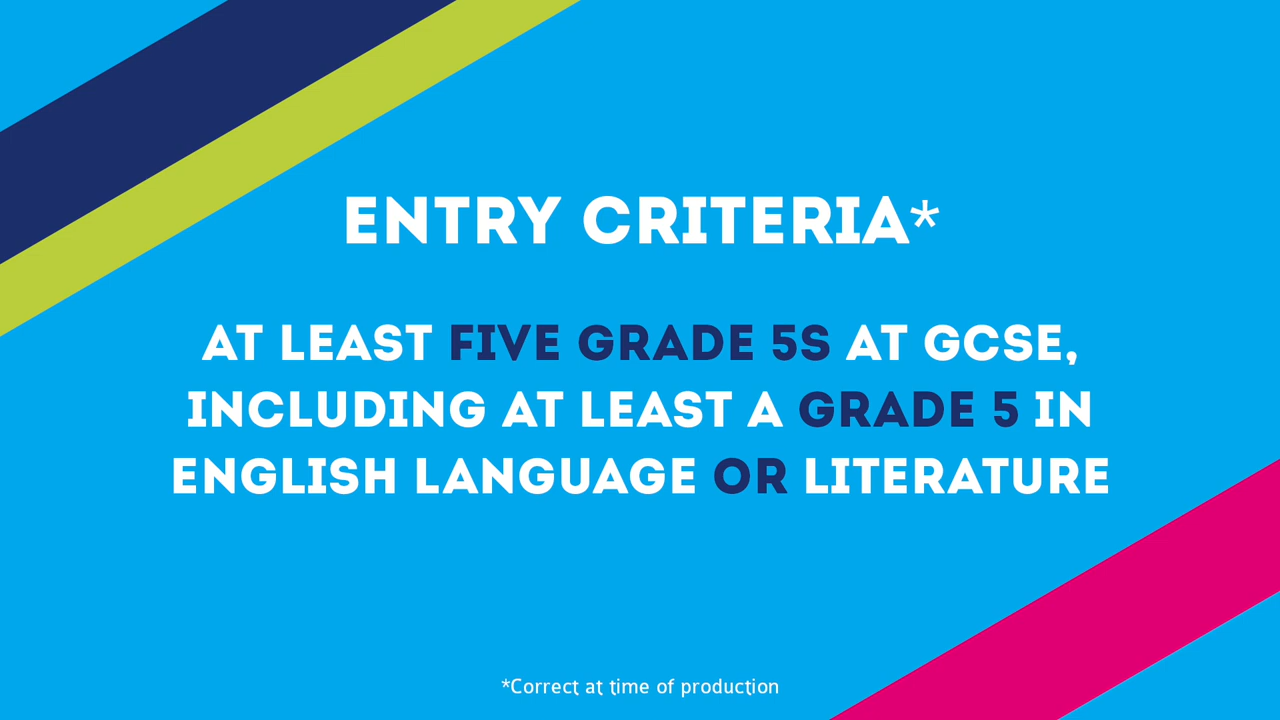 ENTRY CRITERIA*
AT LEAST FIVE GRADE 5S AT GCSE,
INCLUDING AT LEAST A GRADE 5 IN
ENGLISH LANGUAGE OR LITERATURE
*Correct at time of production